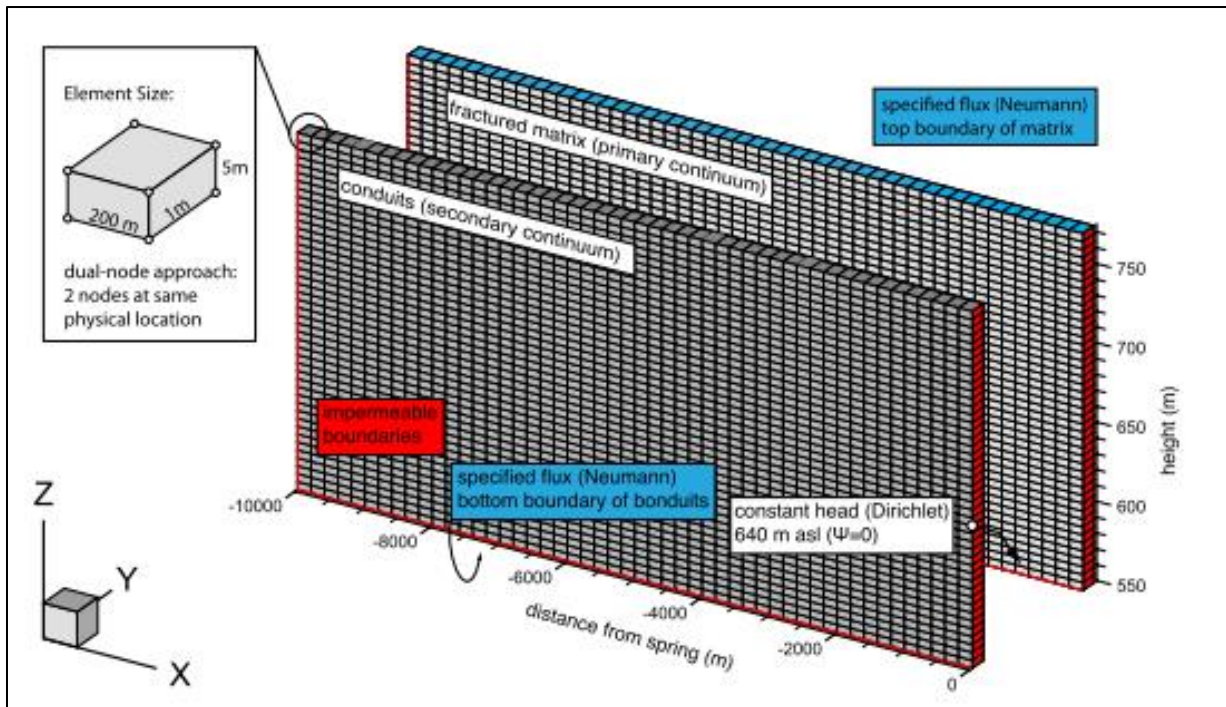 Element Size:
5m
200 m
1m
dual-node approach:
2 nodes at same
physical location
fractured matrix (primary continuum)
conduits (secondary continuum)
specified flux (Neumann)
top boundary of matrix
impermeable
boundaries
specified flux (Neumann)
bottom boundary of bonduits
constant head (Dirichlet)
640 m asl (Ψ=0)
750
700
650
600
550
height (m)
-10000
-8000
-6000
-4000
-2000
0
distance from spring (m)
Z
Y
X